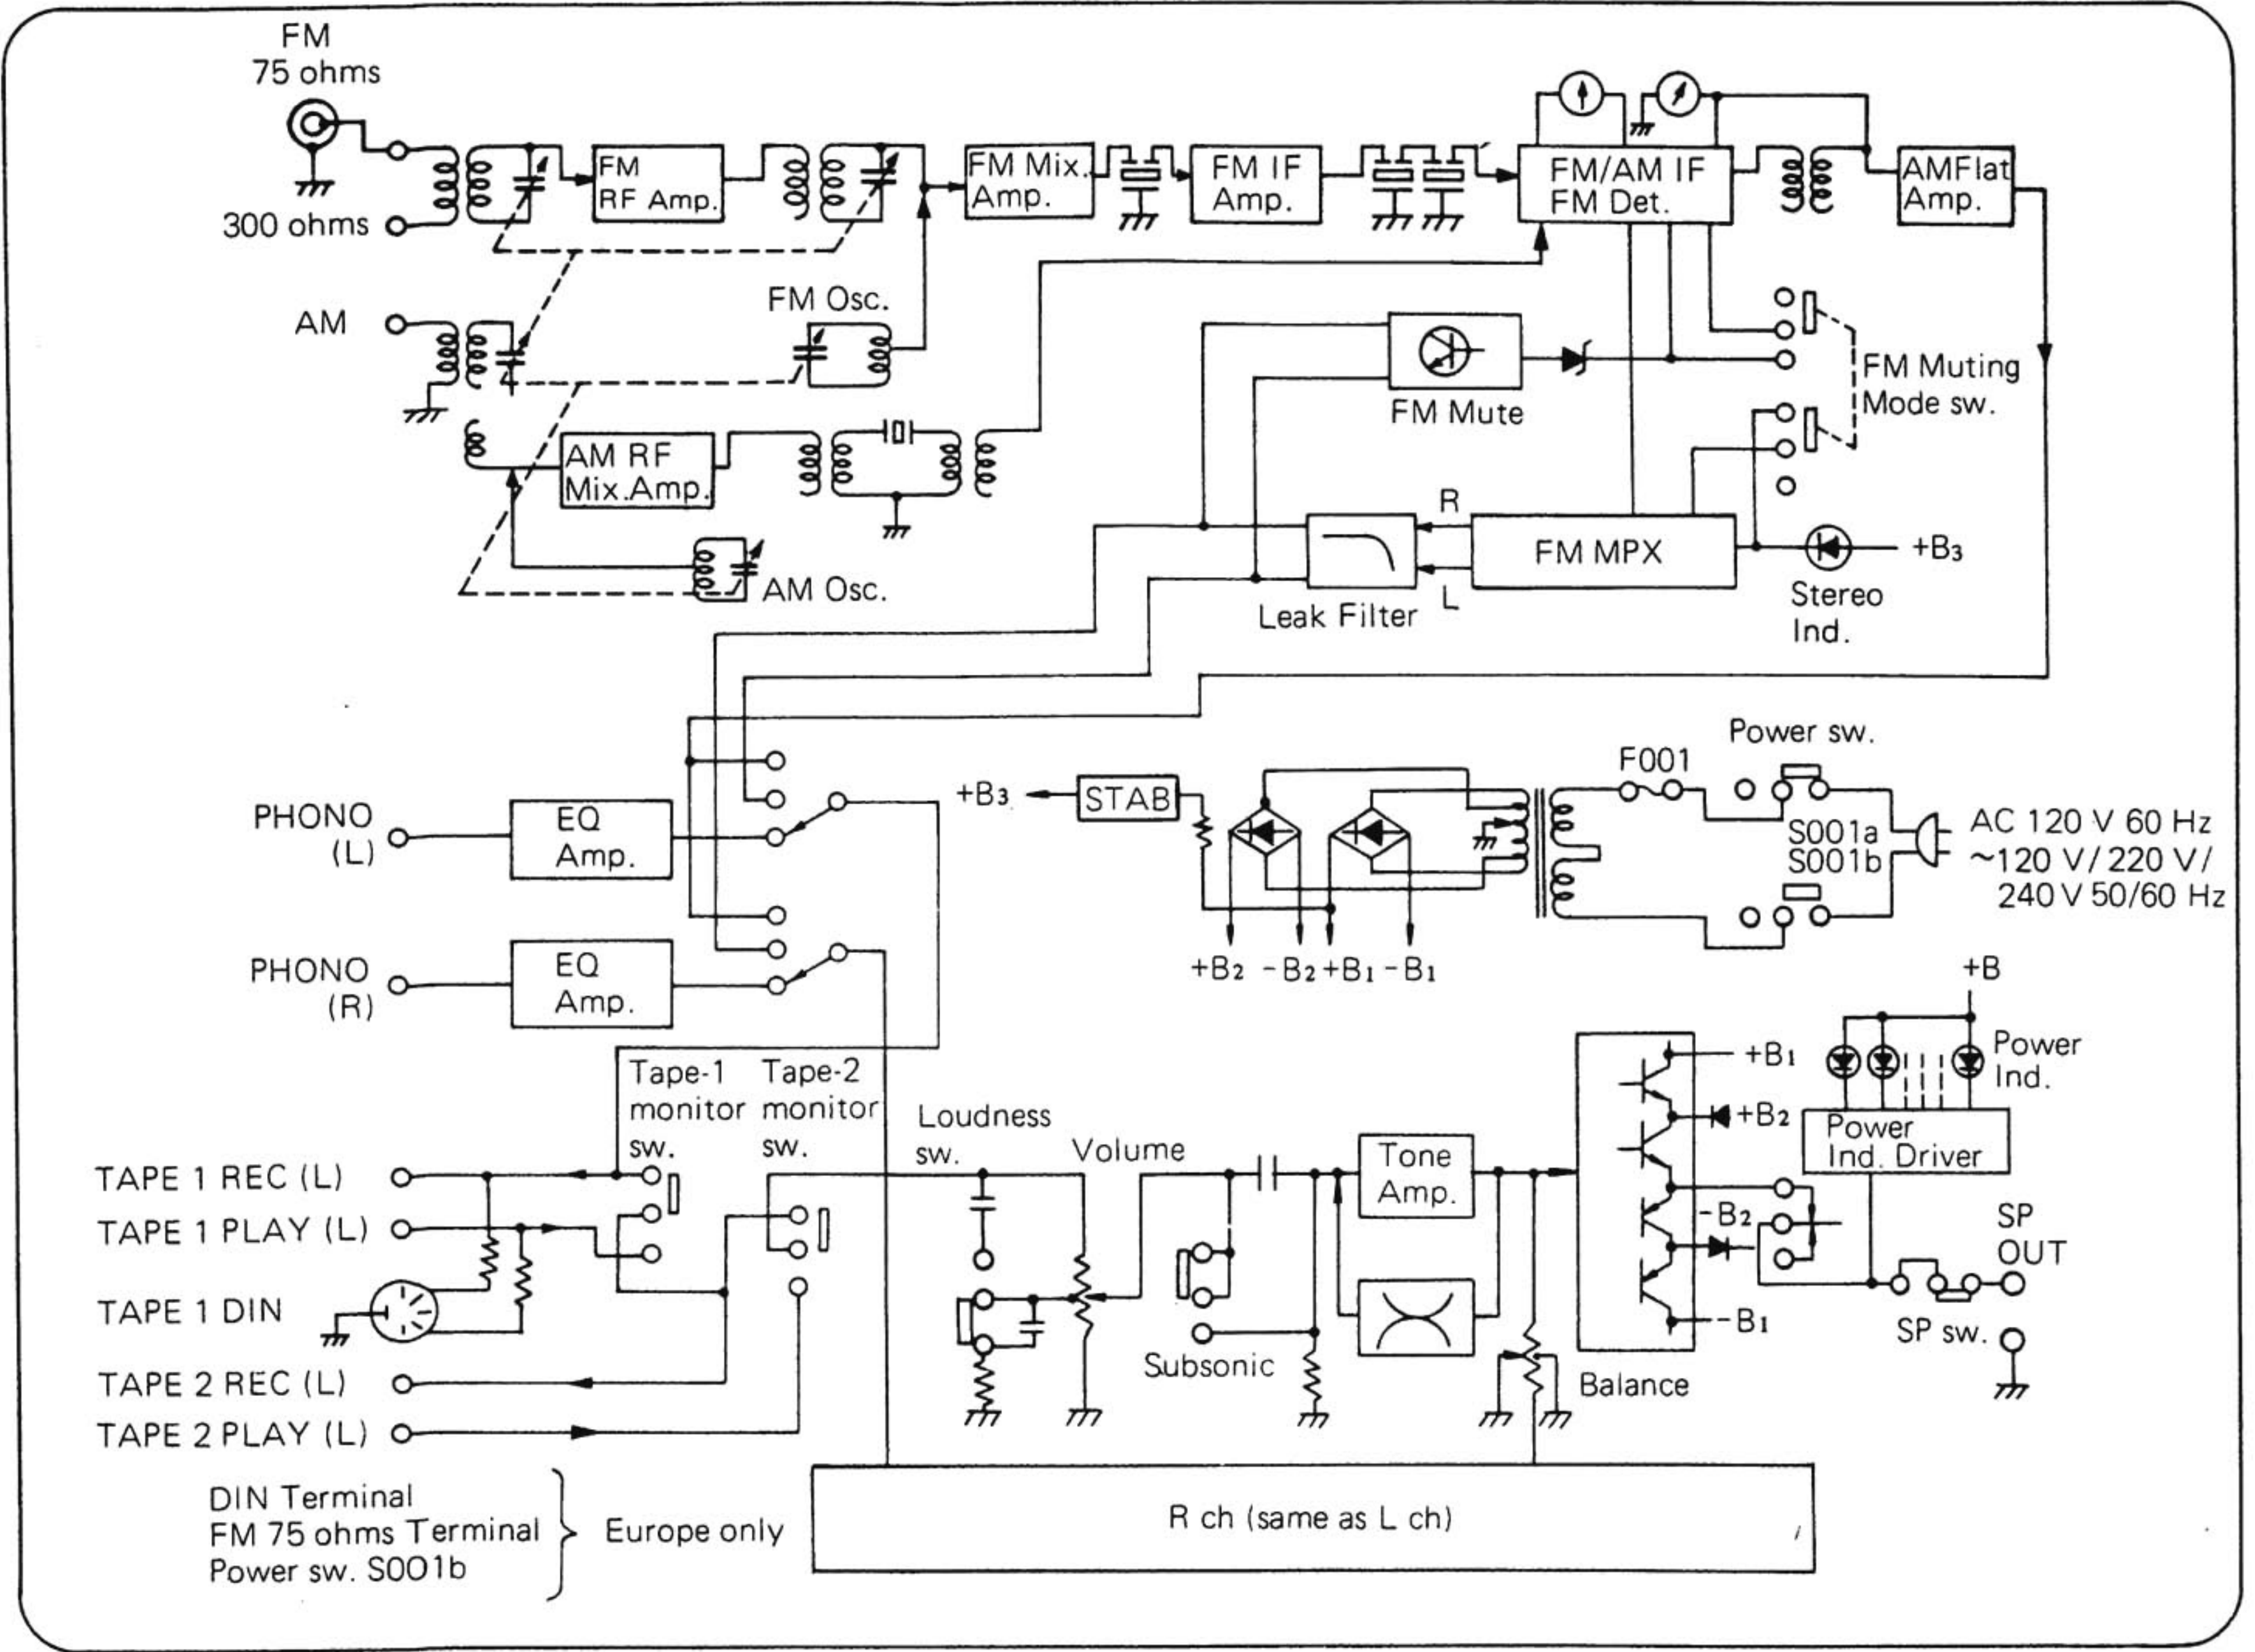 FM
75 ohms
300 ohms
FM
RF Amp.
FM Mix.
Amp.
FM IF
Amp.
FM/AM IF
FM Det.
AMFlat
Amp.
AM
FM Osc.
FM Mute
FM Muting
Mode sw.
AM RF
Mix.Amp.
AM Osc.
R
L
Leak Filter
FM MPX
+B3
Stereo
Ind.
PHONO
(L)
EQ
Amp.
PHONO
(R)
EQ
Amp.
+B3
STAB
F001
Power sw.
S001a
S001b
AC 120 V 60 Hz
~120 V/220 V/
240 V 50/60 Hz
+B2 -B2 +B1 -B1
Tape-1
monitor
sw.
Tape-2
monitor
sw.
Loudness
sw.
Volume
Subsonic
Tone
Amp.
Balance
+B1
+B2
-B2
-B1
+B
Power
Ind.
Power
Ind. Driver
SP
OUT
SP sw.
TAPE 1 REC (L)
TAPE 1 PLAY (L)
TAPE 1 DIN
TAPE 2 REC (L)
TAPE 2 PLAY (L)
DIN Terminal
FM 75 ohms Terminal
Power sw. S001b
Europe only
R ch (same as L ch)